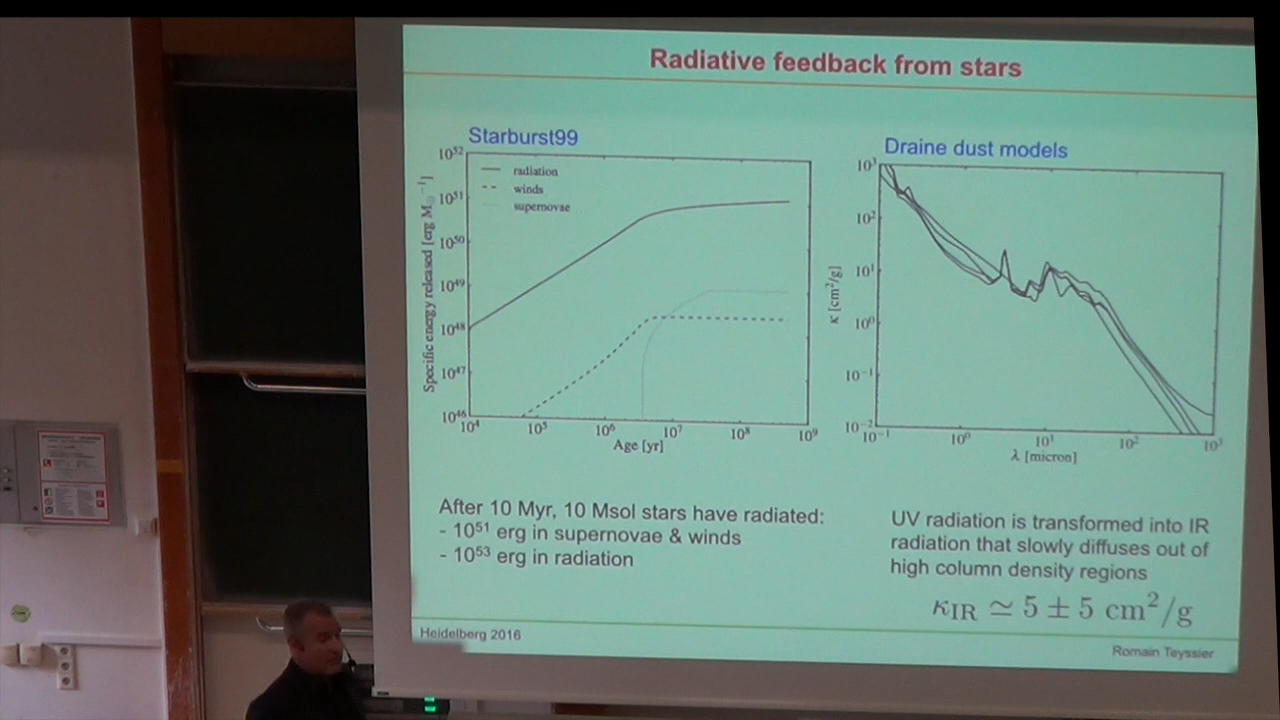 Radiative feedback from stars
Starburst99
10⁵²
10⁵¹
10⁵⁰
10⁴⁹
10⁴⁸
10⁴⁷
10⁴⁶
Specific energy released [erg M☉⁻¹]
radiation
winds
supernovae
10⁴ 10⁵ 10⁶ 10⁷ 10⁸ 10⁹
Age [yr]
Draine dust models
10³
10²
10¹
10⁰
10⁻¹
10⁻²
κ [cm²/g]
10⁻¹ 10⁰ 10¹ 10² 10³
λ [micron]
After 10 Myr, 10 Msol stars have radiated:
- 10⁵¹ erg in supernovae & winds
- 10⁵³ erg in radiation
UV radiation is transformed into IR
radiation that slowly diffuses out of
high column density regions
κIR ≃ 5 ± 5 cm²/g
Heidelberg 2016
Romain Teyssier